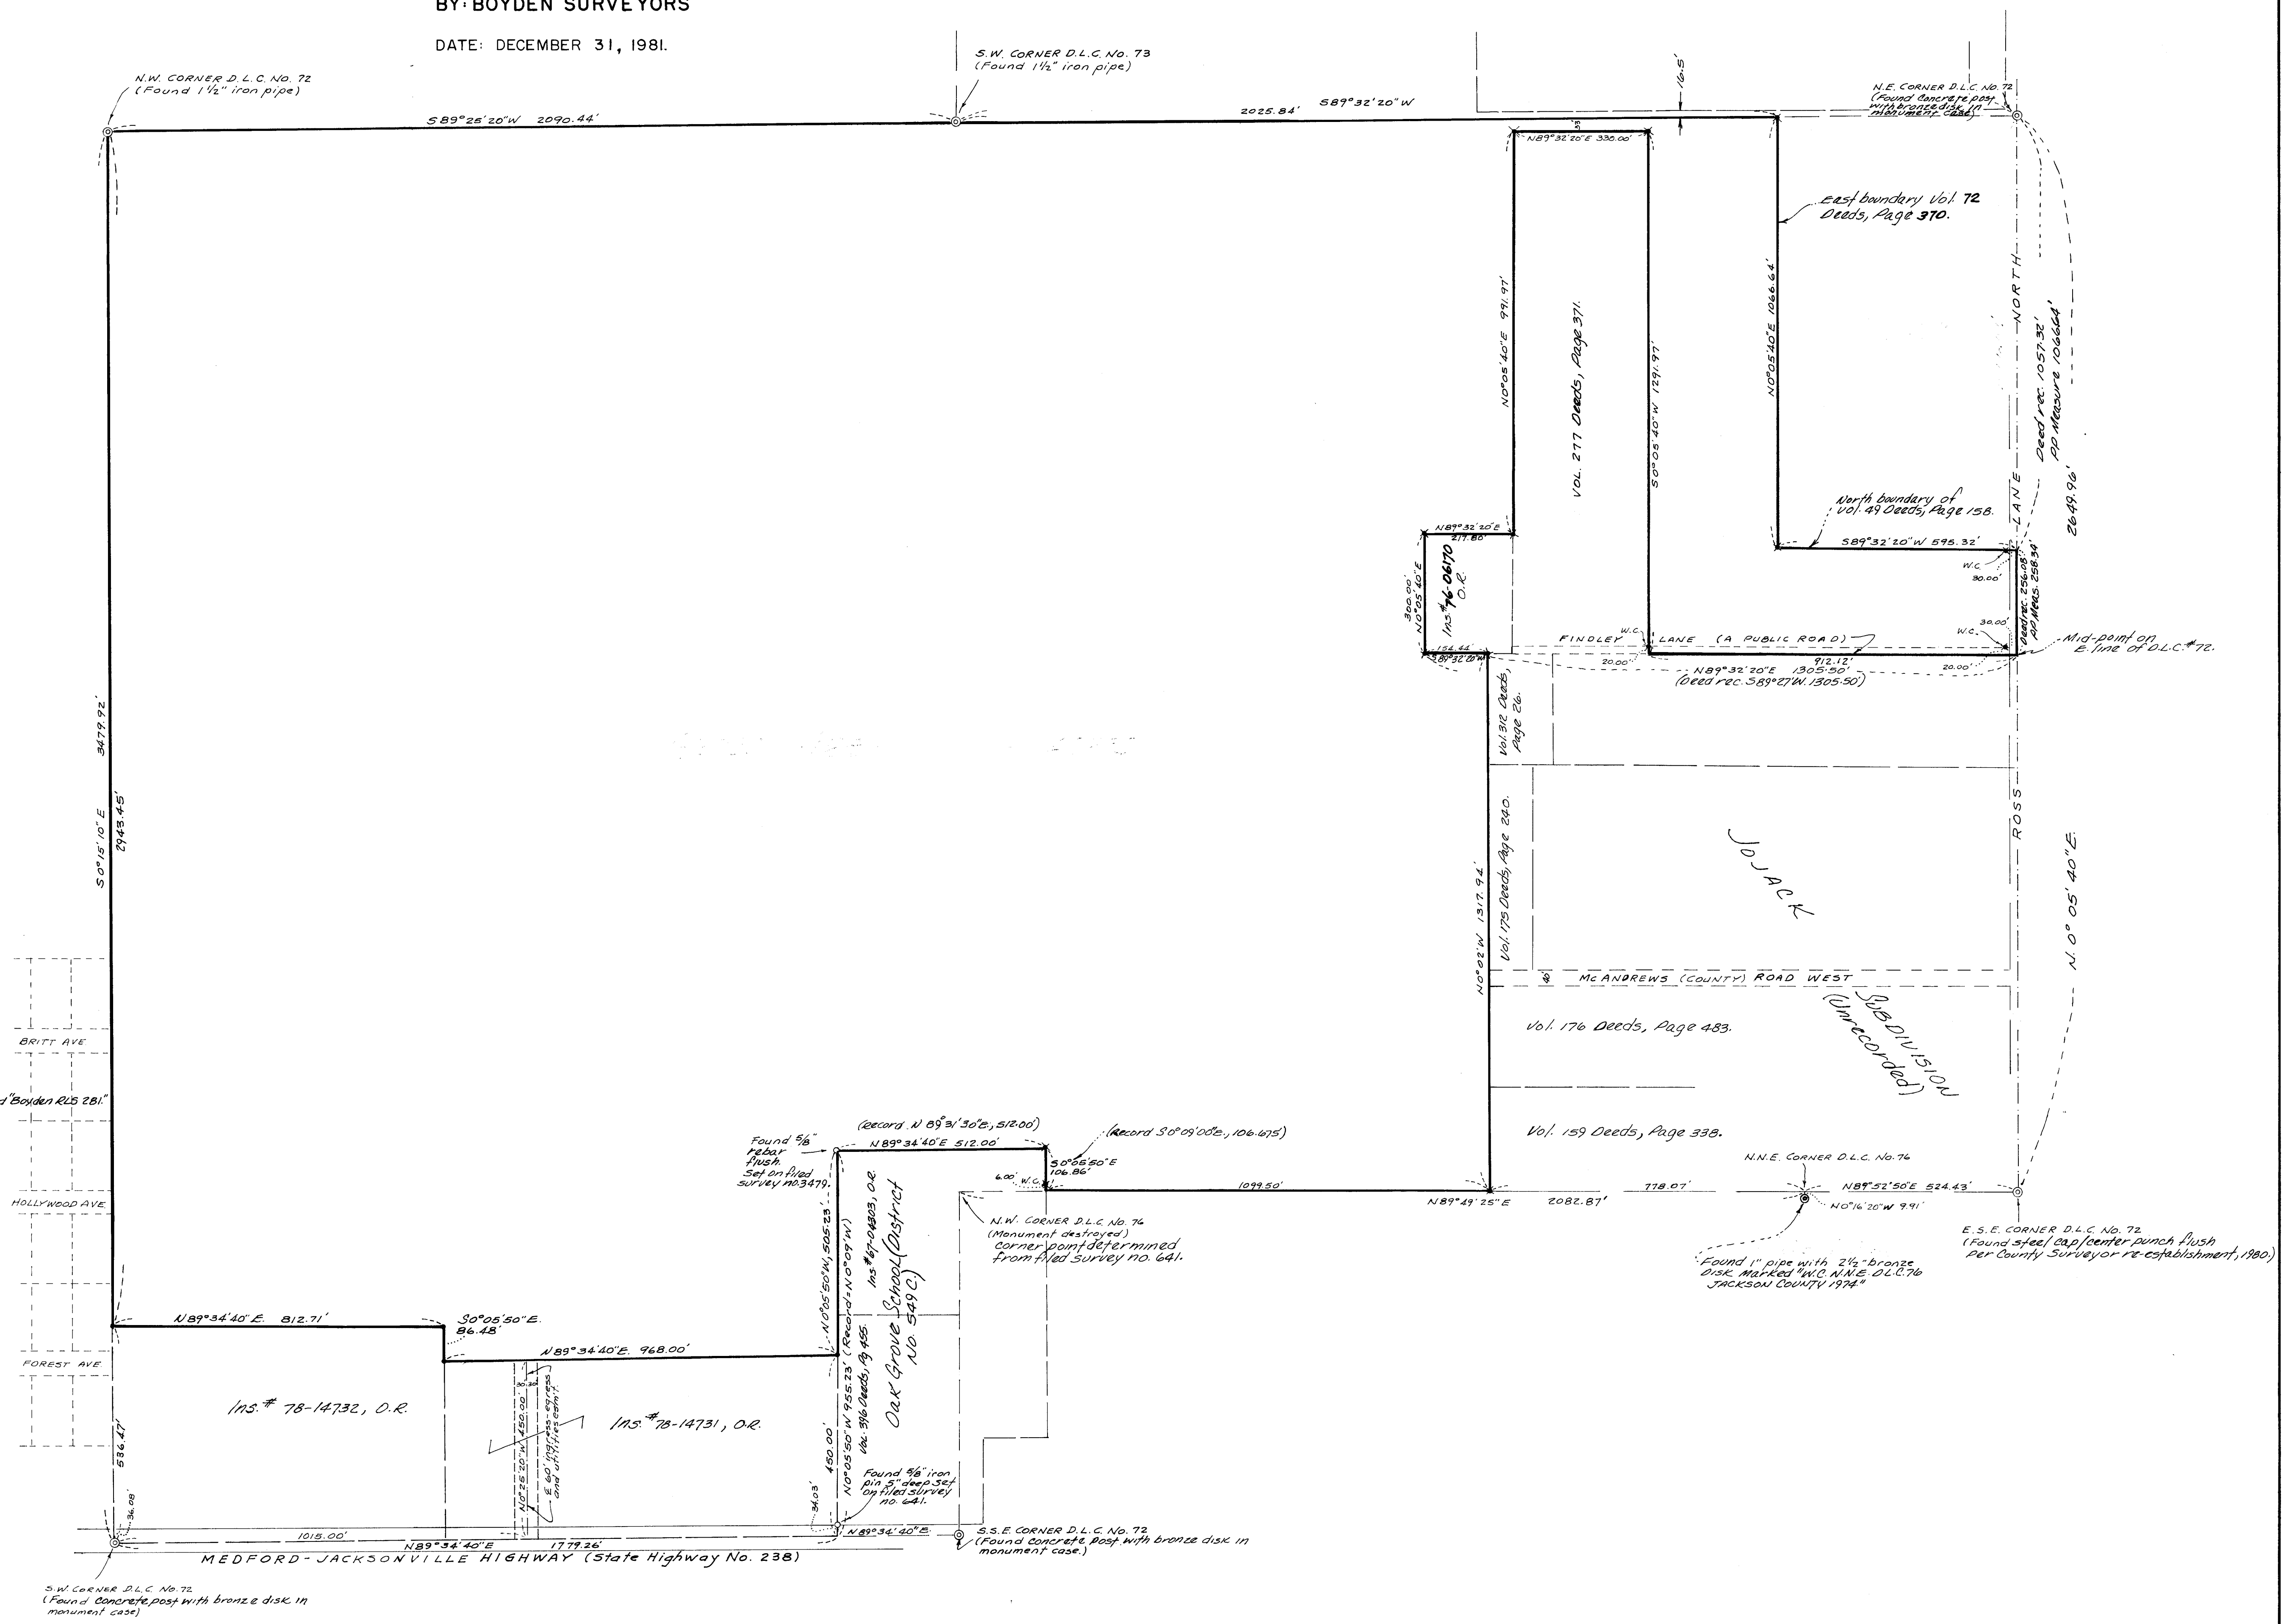 BY: BOYDEN SURVEYORS
DATE: DECEMBER 31, 1981.
N.W. CORNER D.L.C. NO. 72
(Found 1½" iron pipe)
S.W. CORNER D.L.C. NO. 73
(Found 1½" iron pipe)
N.E. CORNER D.L.C. NO. 72
(Found Concrete post
with bronze disk in
monument case)
16.5'
S89°25'20"W 2090.44'
2025.84'
S89°32'20"W
33
N89°32'20"E 330.00'
East boundary Vol. 72
Deeds, Page 370.
N0°05'40"E 991.97'
VOL. 277 Deeds, Page 371.
S0°05'40"W 1291.97'
N0°05'40"E 1066.64'
ROSS LANE NORTH
Deed rec. 1057.32'
PP Measure 1066.64'
2649.96'
N.0°05'40"E.
North boundary of
Vol. 49 Deeds, Page 158.
S89°32'20"W 595.32'
W.C.
30.00'
Deed rec. 256.08'
PP Meas. 258.34'
N89°32'20"E
217.80'
300.00'
N0°05'40"E
Ins.# 76-06170
O.R.
154.44'
S89°32'20"W
W.C.
FINDLEY LANE (A PUBLIC ROAD)
30.00'
W.C.
Mid-point on
E. line of D.L.C.#72.
20.00'
912.12'
20.00'
N89°32'20"E 1305.50'
(Deed rec. S89°27'W. 1305.50')
S0°15'10"E 3479.92'
2943.45'
Vol. 312 Deeds,
Page 26.
Vol. 175 Deeds, Page 240.
N0°02'W 1317.94'
JOJACK
SUBDIVISION
(Unrecorded)
40'
McANDREWS (COUNTY) ROAD WEST
Vol. 176 Deeds, Page 483.
Vol. 159 Deeds, Page 338.
BRITT AVE
d "Boyden RLS 281."
HOLLYWOOD AVE.
FOREST AVE.
(Record N 89°31'30"E., 512.00')
N89°34'40"E 512.00'
(Record S0°09'00"E., 106.675)
S0°05'50"E
106.86'
Found 5/8"
rebar
flush.
Set on filed
survey no. 3479.
6.00'
W.C.
1099.50'
N89°49'25"E 2082.87'
778.07'
N.N.E. CORNER D.L.C. No. 76
N89°52'50"E 524.43'
N0°16'20"W 9.91'
N.W. CORNER D.L.C. No. 76
(Monument destroyed)
corner point determined
from filed survey no. 641.
Found 1" pipe with 2½" bronze
Disk Marked "W.C. N.N.E. D.L.C. 76
JACKSON COUNTY 1974"
E.S.E. CORNER D.L.C. No. 72
(Found steel cap/center punch flush
per County Surveyor re-establishment, 1980.)
N0°05'50"W, 505.23'
N0°05'50"W 955.23' (Record = N0°09'W)
Ins.# 67-04303, O.R.
Vol. 396 Deeds, Pg 455.
Oak Grove School (District
No. 549 C.)
N89°34'40"E. 812.71'
S0°05'50"E.
86.48'
N89°34'40"E. 968.00'
Ins.# 78-14732, O.R.
30.30'
N0°25'20"W 450.00'
₤ 60' ingress-egress
and utilities esm't.
Ins.# 78-14731, O.R.
450.00'
Found 5/8" iron
pin 5" deep set
on filed survey
no. 641.
536.47'
36.08'
34.03'
1015.00'
N89°34'40"E 1779.26'
N89°34'40"E.
MEDFORD-JACKSONVILLE HIGHWAY (State Highway No. 238)
S.S.E. CORNER D.L.C. NO. 72
(Found concrete post with bronze disk in
monument case.)
S.W. CORNER D.L.C. NO. 72
(Found concrete post with bronze disk in
monument case)